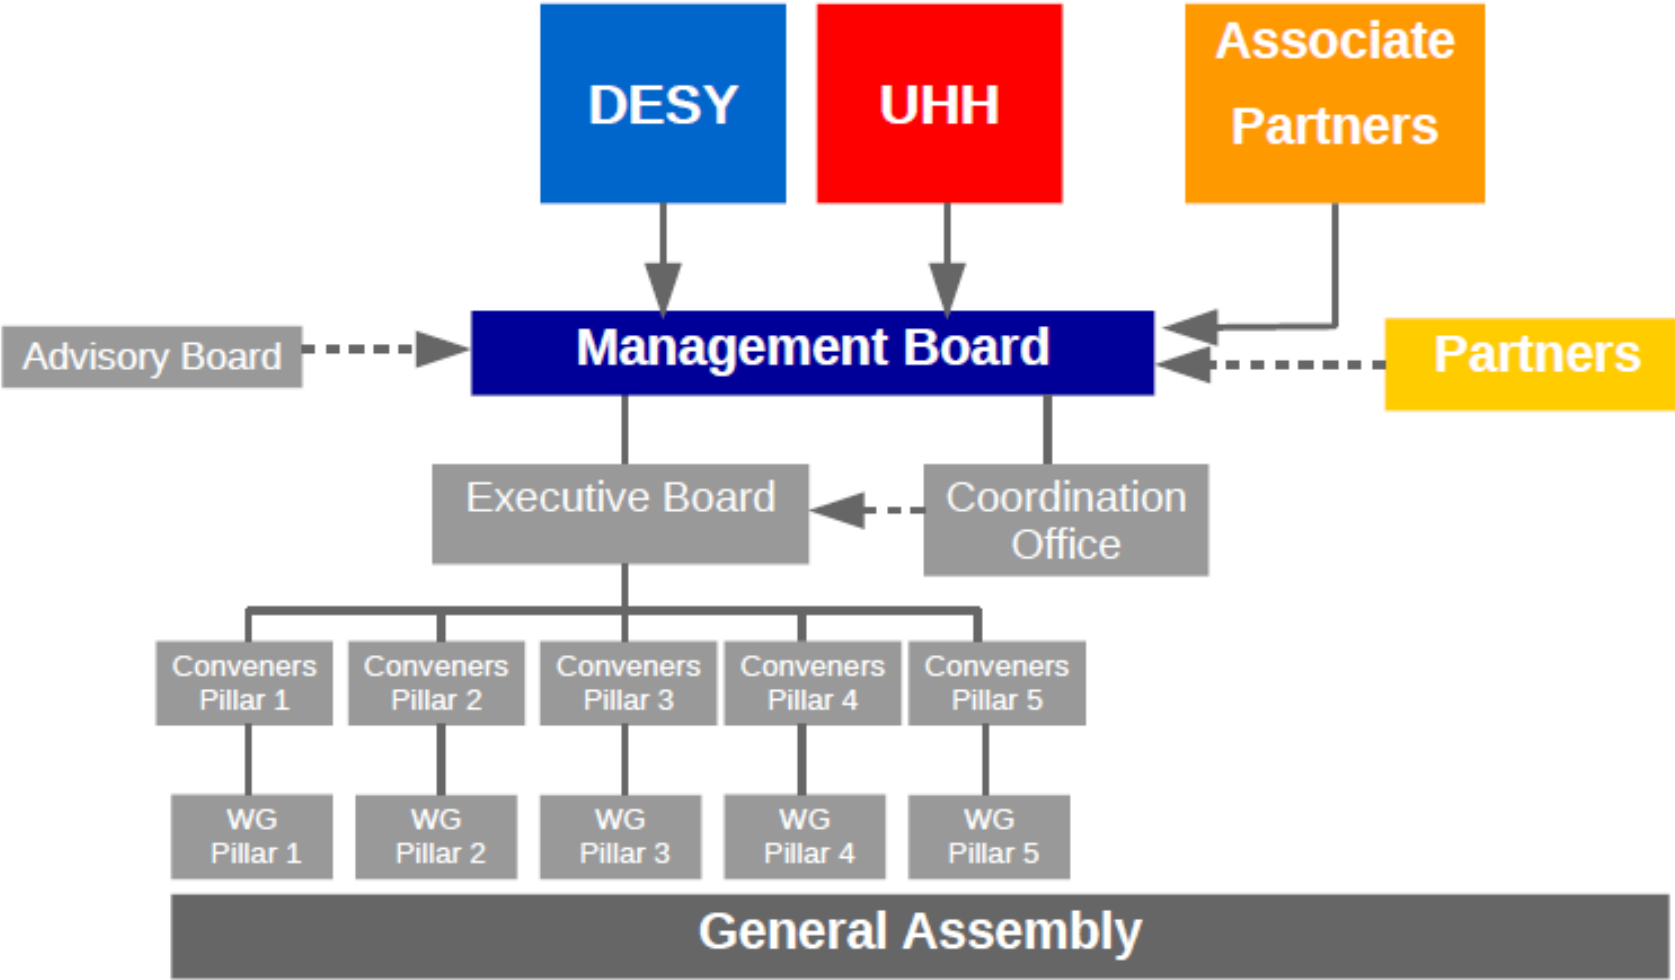 DESY
UHH
Associate
Partners
Advisory Board
Management Board
Partners
Executive Board
Coordination
Office
Conveners
Pillar 1
Conveners
Pillar 2
Conveners
Pillar 3
Conveners
Pillar 4
Conveners
Pillar 5
WG
Pillar 1
WG
Pillar 2
WG
Pillar 3
WG
Pillar 4
WG
Pillar 5
General Assembly